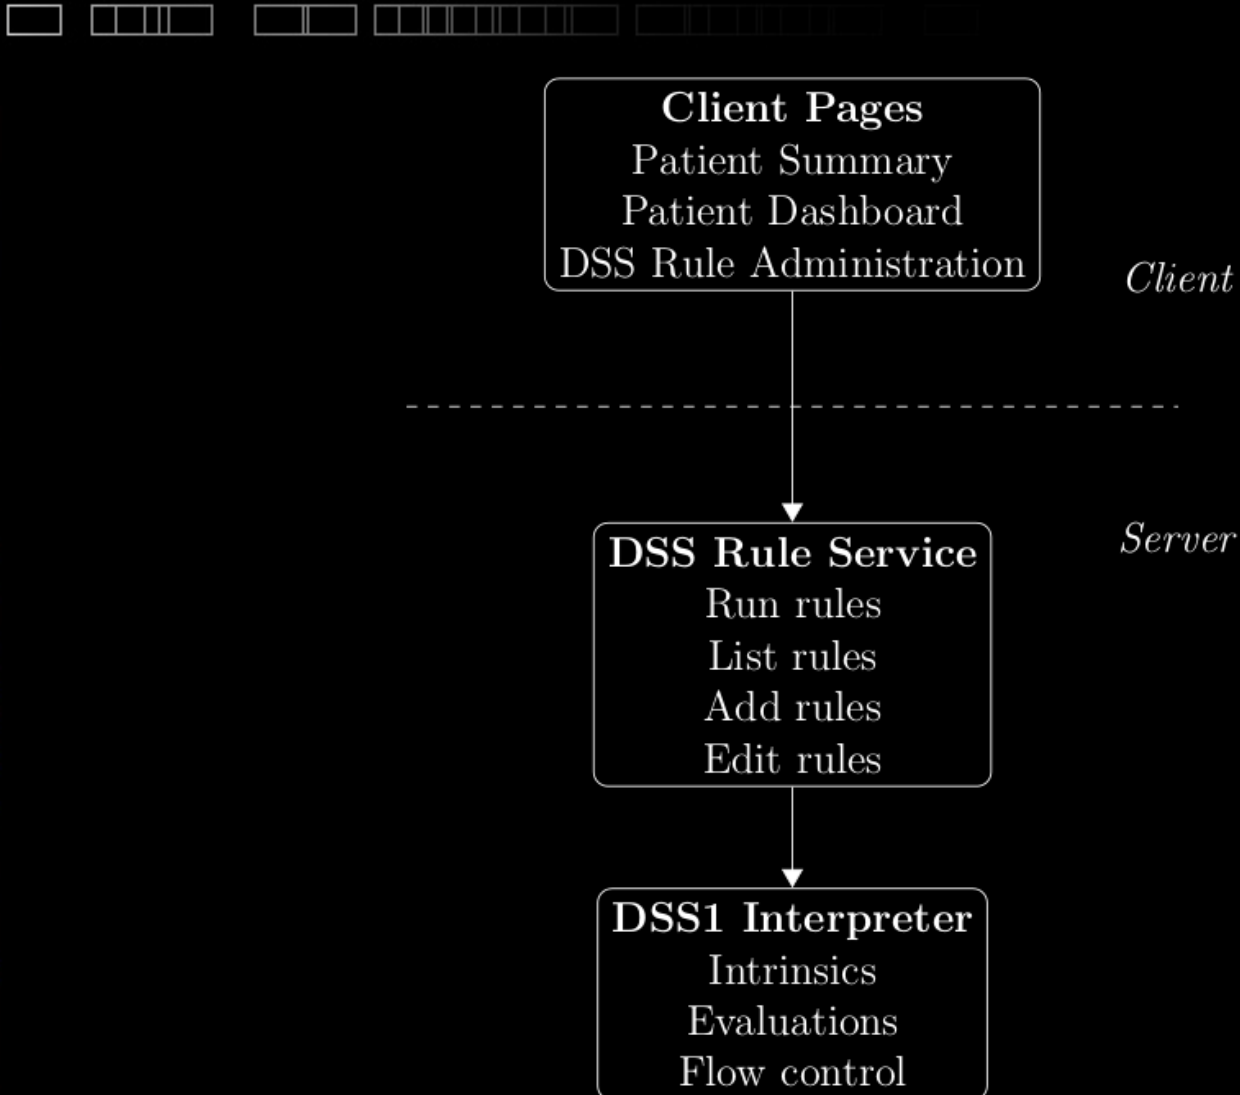 Client Pages
Patient Summary
Patient Dashboard
DSS Rule Administration
Client
Server
DSS Rule Service
Run rules
List rules
Add rules
Edit rules
DSS1 Interpreter
Intrinsics
Evaluations
Flow control